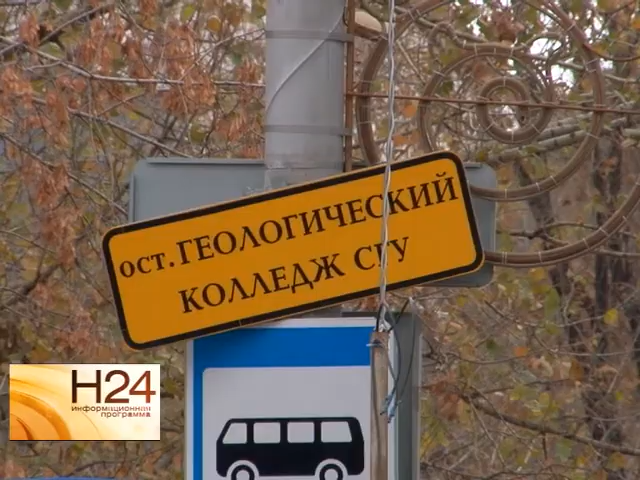 ост. ГЕОЛОГИЧЕСКИЙ
КОЛЛЕДЖ СГУ
Н24
информационная
программа